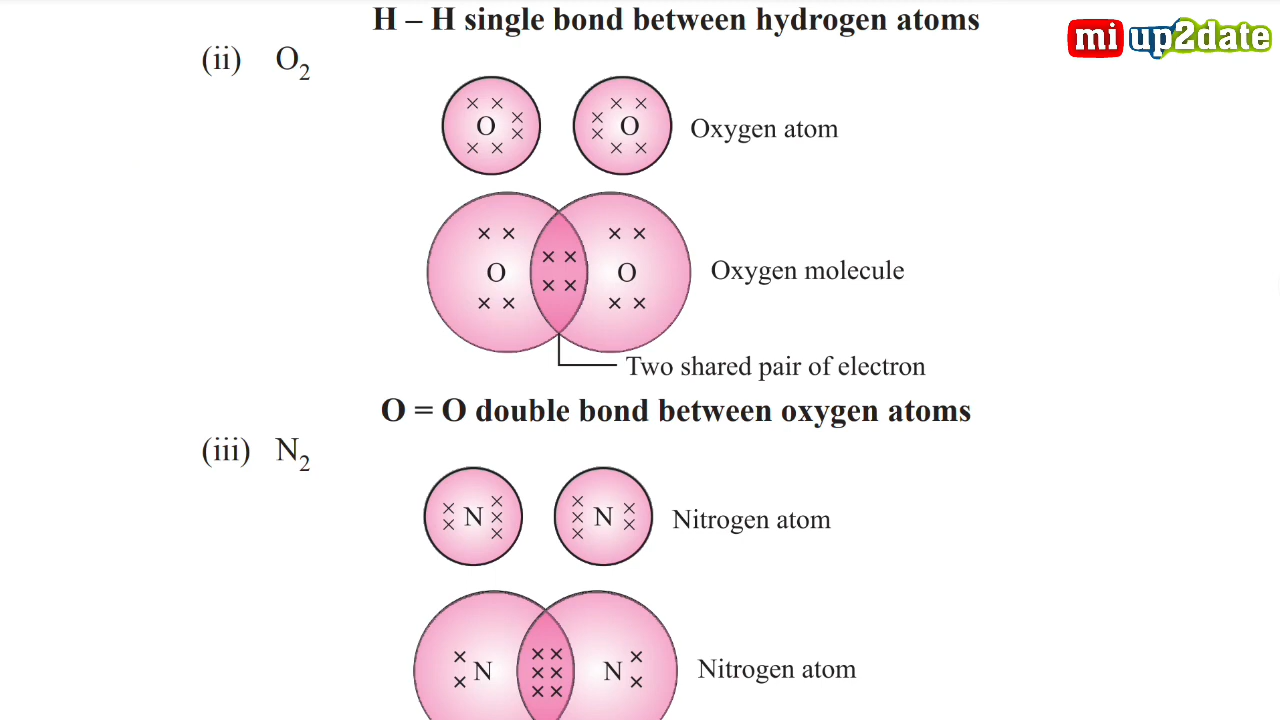 H – H single bond between hydrogen atoms
mi up2date
(ii) O₂
× × × × × × O
× × × × × × O
Oxygen atom
× × × ×
O × × × × O
× × × ×
Oxygen molecule
Two shared pair of electron
O = O double bond between oxygen atoms
(iii) N₂
× × N × × ×
× × × N × ×
Nitrogen atom
× × N × × × × × × N × ×
Nitrogen atom